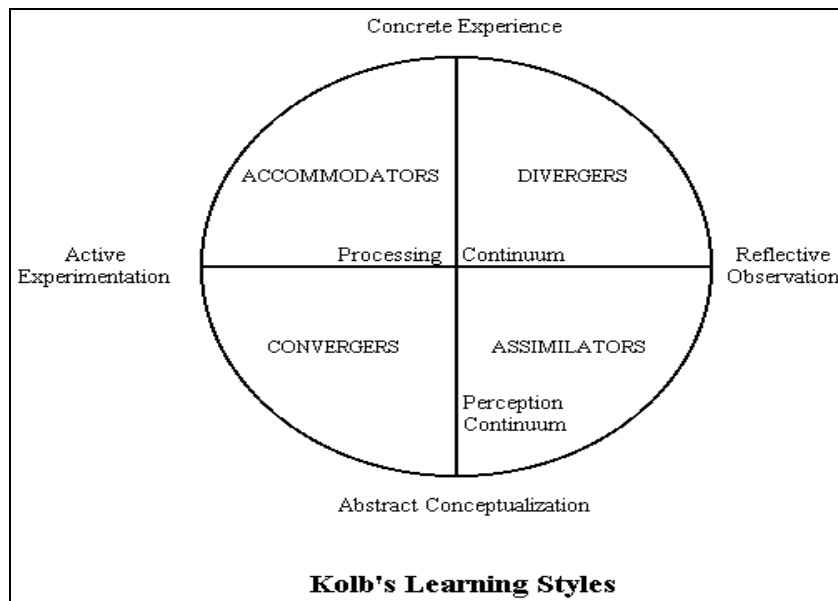 Concrete Experience
ACCOMMODATORS
DIVERGERS
Active
Experimentation
Processing
Continuum
Reflective
Observation
CONVERGERS
ASSIMILATORS
Perception
Continuum
Abstract Conceptualization
Kolb's Learning Styles